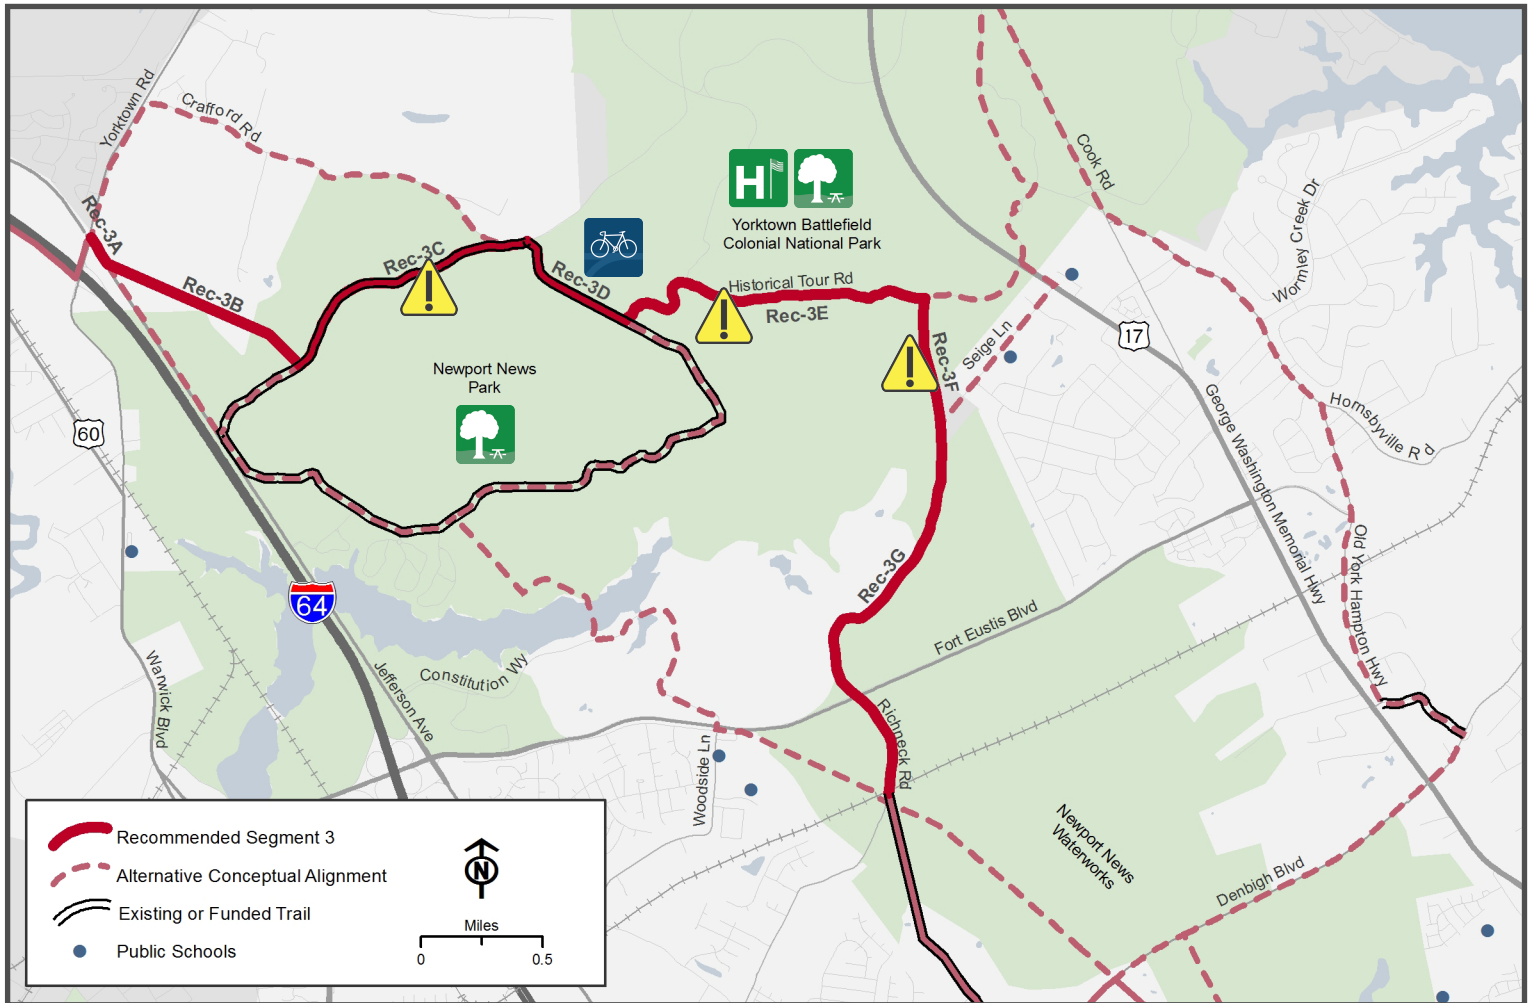 Yorktown Rd
Crafford Rd
Rec-3A
Rec-3B
Rec-3C
Rec-3D
H
Yorktown Battlefield
Colonial National Park
Historical Tour Rd
Rec-3E
Rec-3F
Seige Ln
Cook Rd
Wormley Creek Dr
17
Hornsbyville Rd
George Washington Memorial Hwy
Old York Hampton Hwy
Newport News
Park
60
64
Rec-3G
Fort Eustis Blvd
Constitution Wy
Jefferson Ave
Warwick Blvd
Richneck Rd
Woodside Ln
Newport News
Waterworks
Denbigh Blvd
Recommended Segment 3
Alternative Conceptual Alignment
Existing or Funded Trail
Public Schools
N
Miles
0 0.5